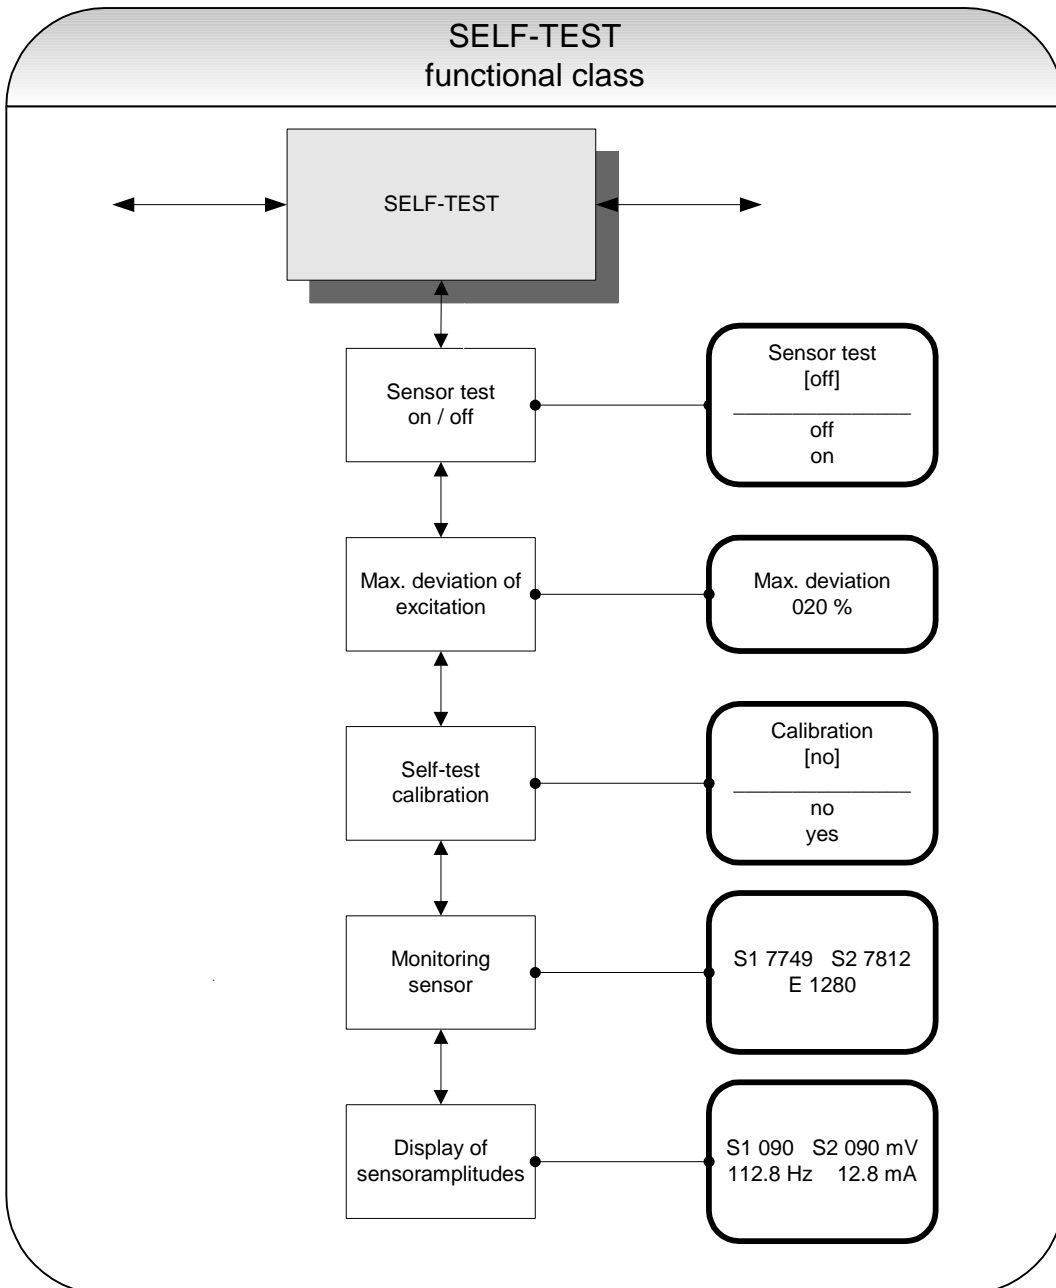 SELF-TEST
functional class
SELF-TEST
Sensor test
on / off
Sensor test
[off]
off
on
Max. deviation of
excitation
Max. deviation
020 %
Self-test
calibration
Calibration
[no]
no
yes
Monitoring
sensor
S1 7749 S2 7812
E 1280
Display of
sensoramplitudes
S1 090 S2 090 mV
112.8 Hz 12.8 mA